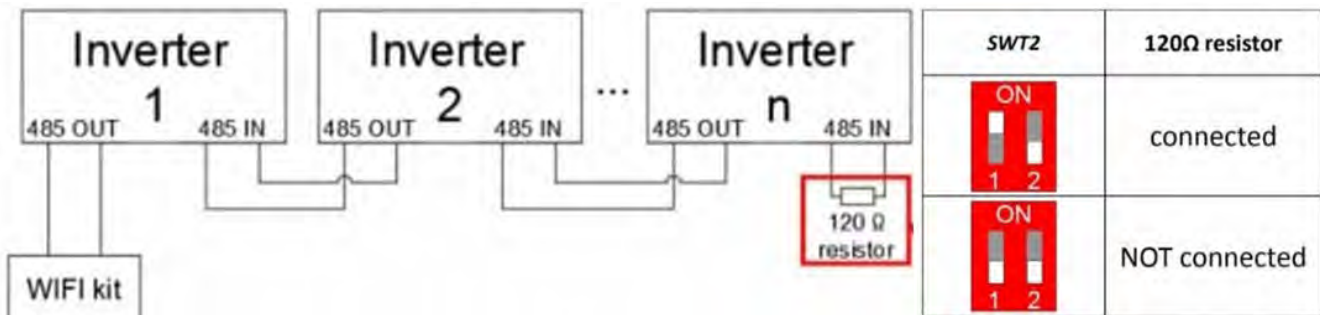 Inverter
1
485 OUT 485 IN
Inverter
2
485 OUT 485 IN
...
Inverter
n
485 OUT 485 IN
120 Ω
resistor
WIFI kit
SWT2 120Ω resistor
ON
1 2
connected
ON
1 2
NOT connected